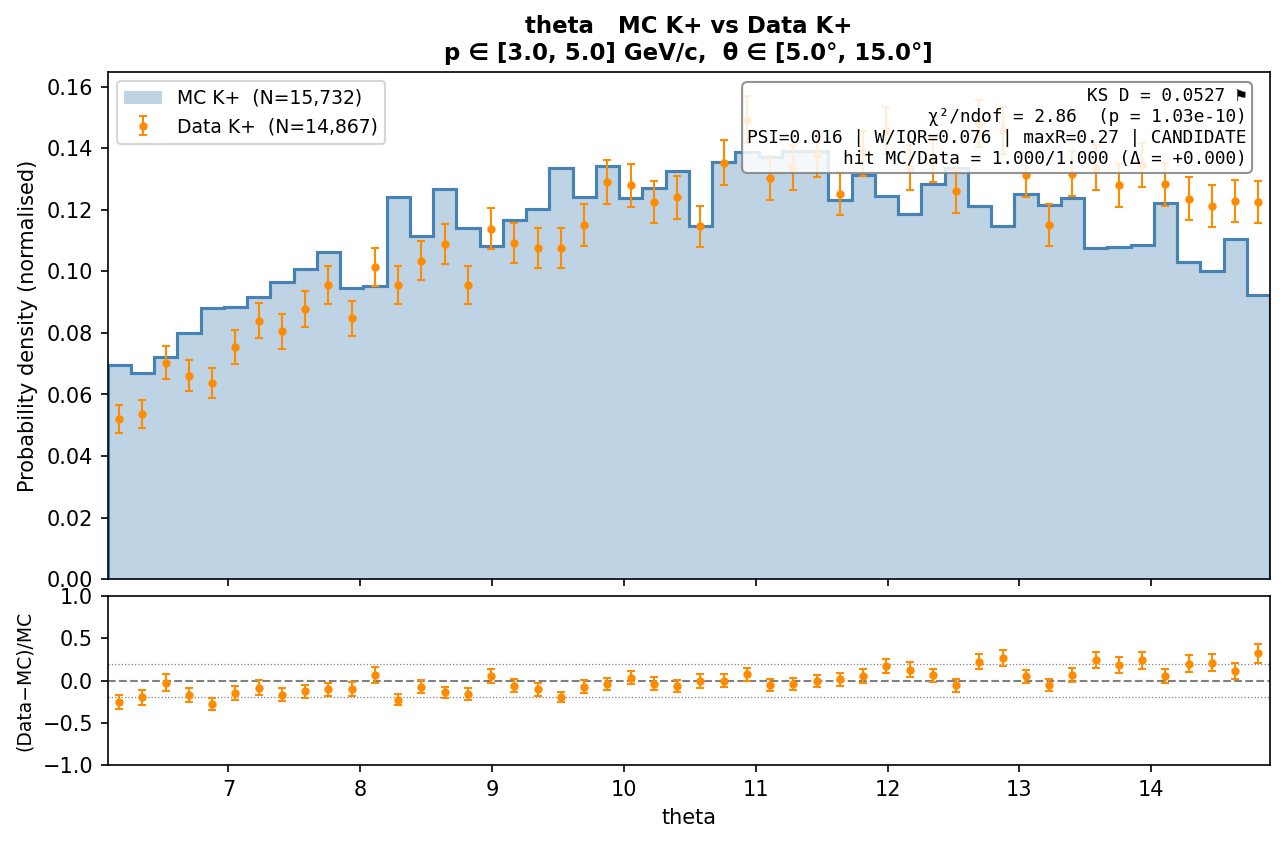 theta   MC K+ vs Data K+
p ∈ [3.0, 5.0] GeV/c,  θ ∈ [5.0°, 15.0°]
MC K+  (N=15,732)
Data K+  (N=14,867)
KS D = 0.0527 ⚑
χ²/ndof = 2.86  (p = 1.03e-10)
PSI=0.016 | W/IQR=0.076 | maxR=0.27 | CANDIDATE
hit MC/Data = 1.000/1.000 (Δ = +0.000)
Probability density (normalised)
0.16
0.14
0.12
0.10
0.08
0.06
0.04
0.02
0.00
(Data−MC)/MC
1.0
0.5
0.0
−0.5
−1.0
7 8 9 10 11 12 13 14
theta